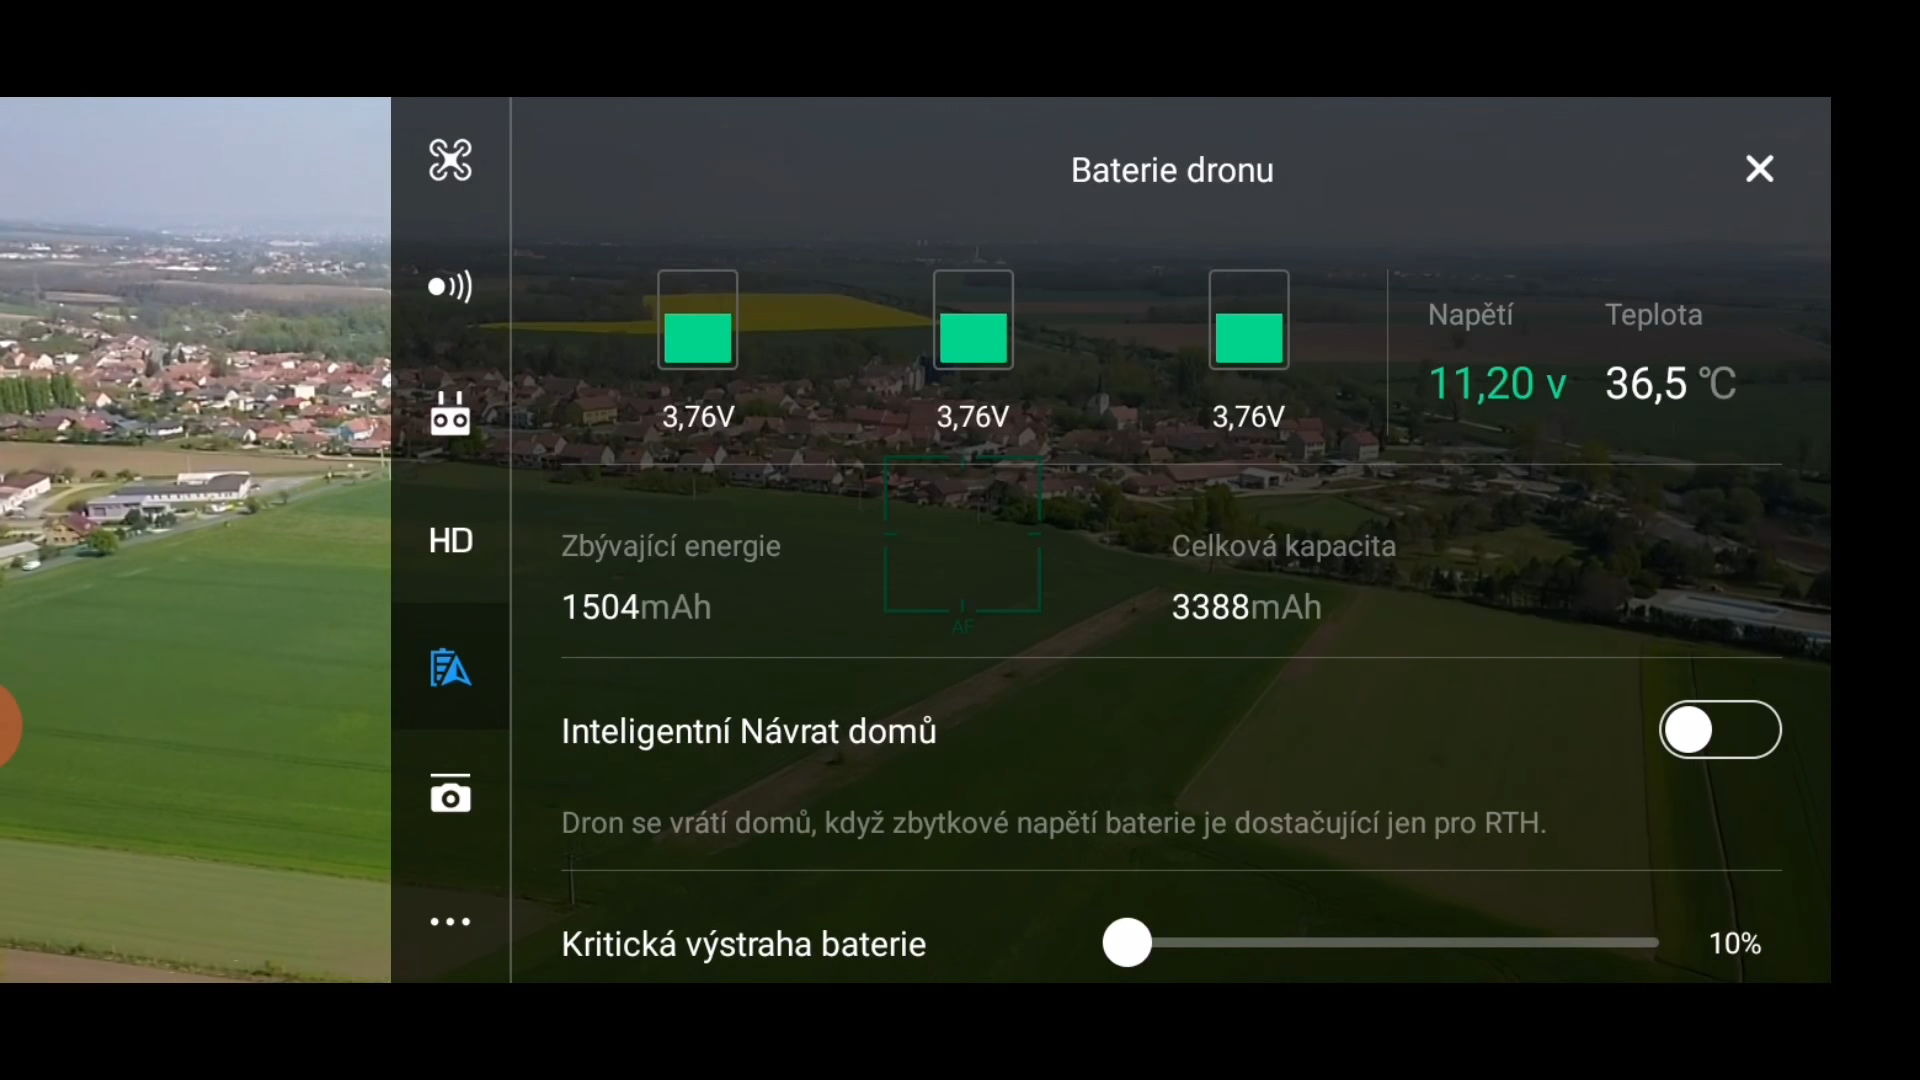 Baterie dronu
3,76V 3,76V 3,76V
Napětí Teplota
11,20 v 36,5 °C
HD
Zbývající energie Celková kapacita
1504mAh 3388mAh
AF
Inteligentní Návrat domů
Dron se vrátí domů, když zbytkové napětí baterie je dostačující jen pro RTH.
Kritická výstraha baterie 10%